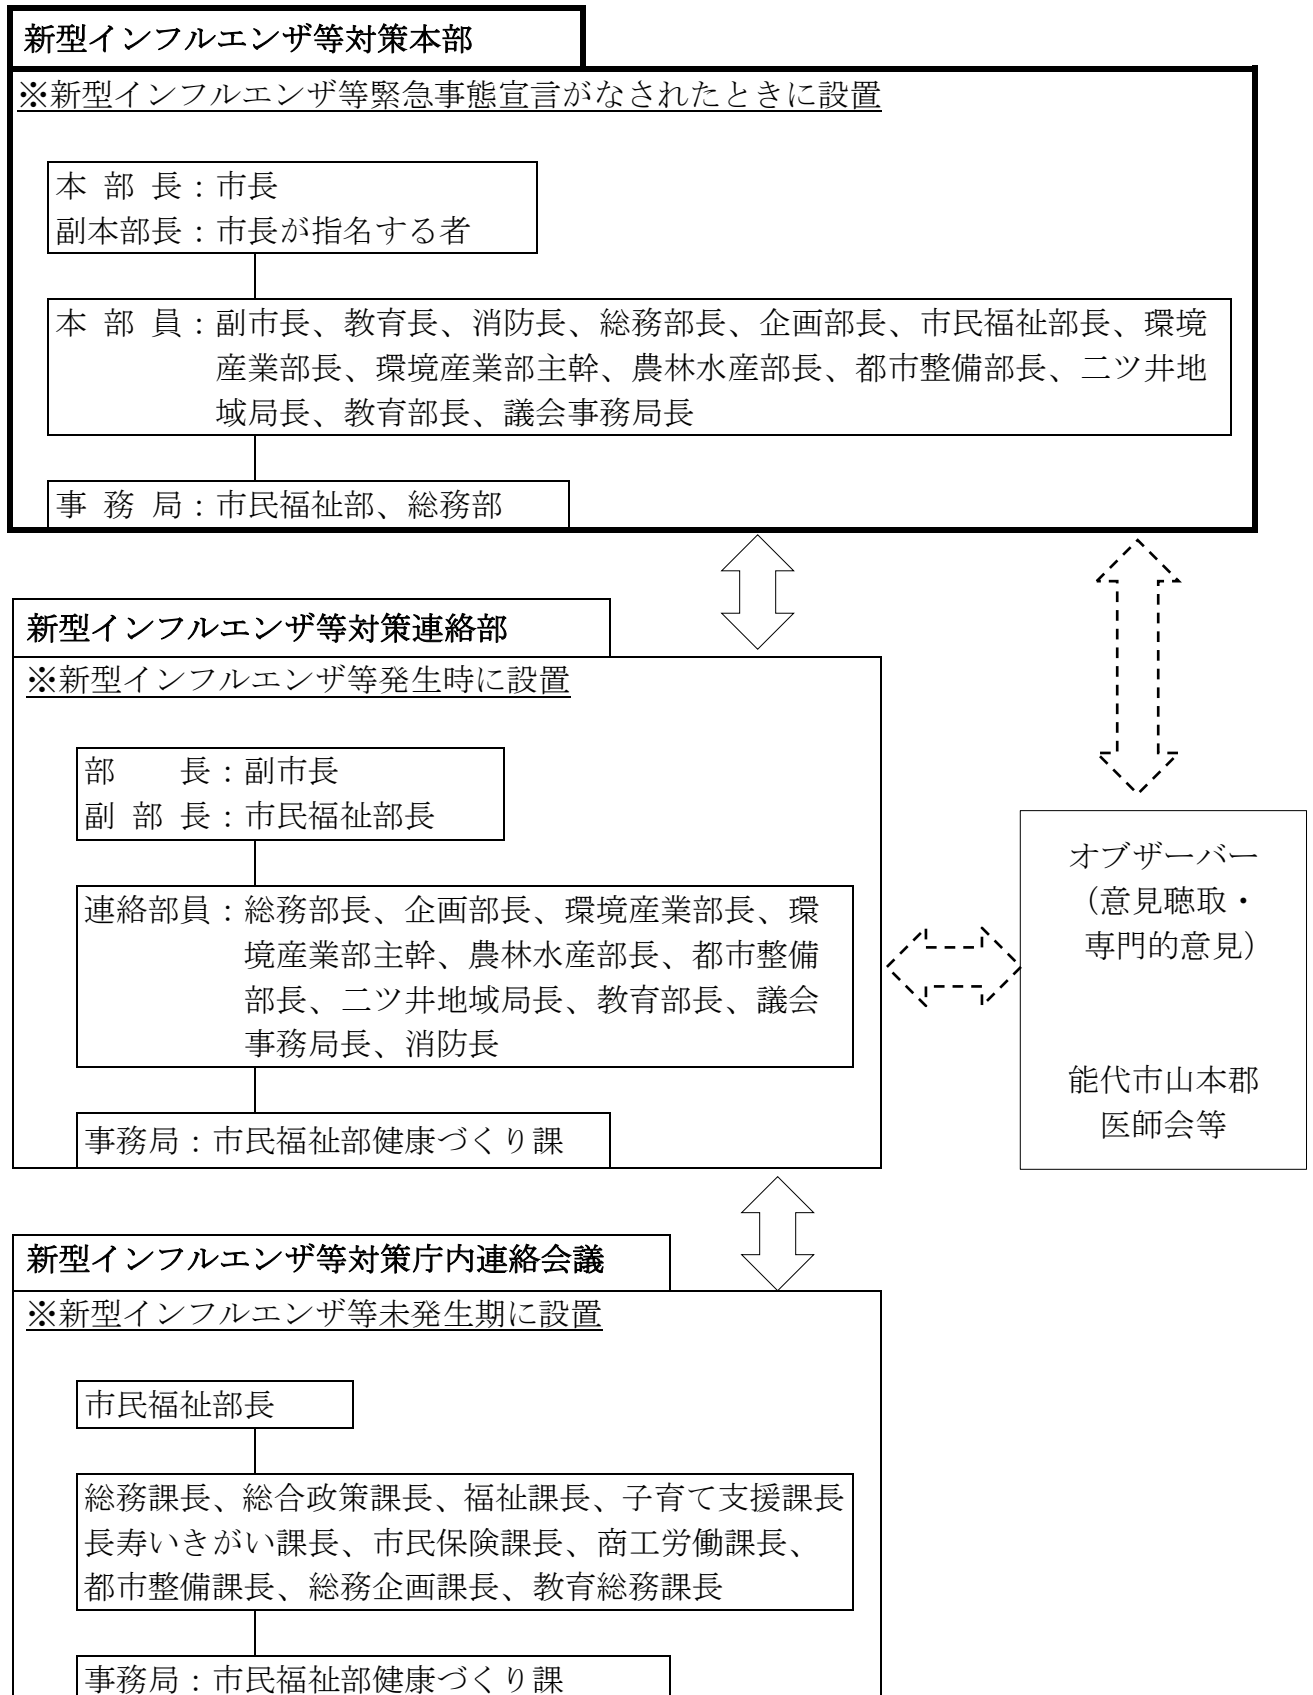 新型インフルエンザ等対策本部
※新型インフルエンザ等緊急事態宣言がなされたときに設置
本 部 長：市長
副本部長：市長が指名する者
本 部 員：副市長、教育長、消防長、総務部長、企画部長、市民福祉部長、環境
産業部長、環境産業部主幹、農林水産部長、都市整備部長、二ツ井地
域局長、教育部長、議会事務局長
事 務 局：市民福祉部、総務部
新型インフルエンザ等対策連絡部
※新型インフルエンザ等発生時に設置
部　　長：副市長
副 部 長：市民福祉部長
連絡部員：総務部長、企画部長、環境産業部長、環
境産業部主幹、農林水産部長、都市整備
部長、二ツ井地域局長、教育部長、議会
事務局長、消防長
事務局：市民福祉部健康づくり課
オブザーバー
（意見聴取・
専門的意見）
能代市山本郡
医師会等
新型インフルエンザ等対策庁内連絡会議
※新型インフルエンザ等未発生期に設置
市民福祉部長
総務課長、総合政策課長、福祉課長、子育て支援課長
長寿いきがい課長、市民保険課長、商工労働課長、
都市整備課長、総務企画課長、教育総務課長
事務局：市民福祉部健康づくり課